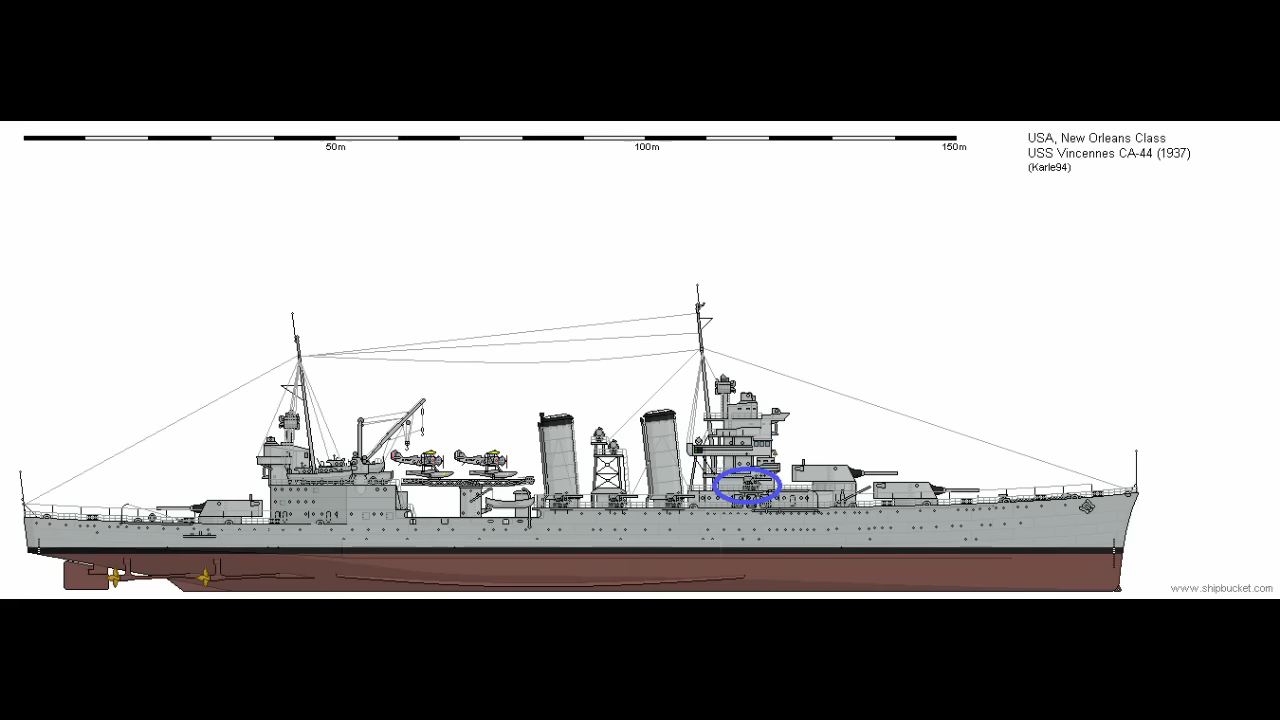 USA, New Orleans Class
USS Vincennes CA-44 (1937)
(Karle94)
50m
100m
150m
www.shipbucket.com